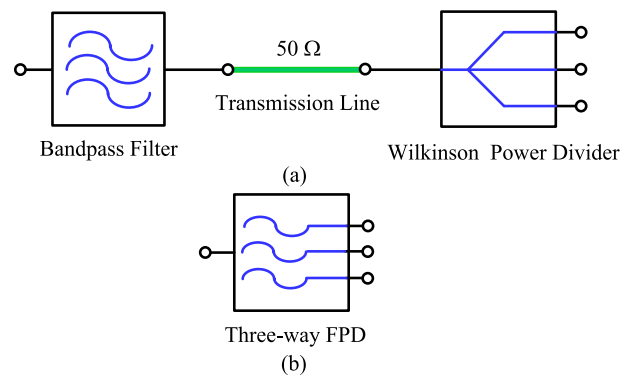 50 Ω
Transmission Line
Bandpass Filter
Wilkinson Power Divider
(a)
Three-way FPD
(b)